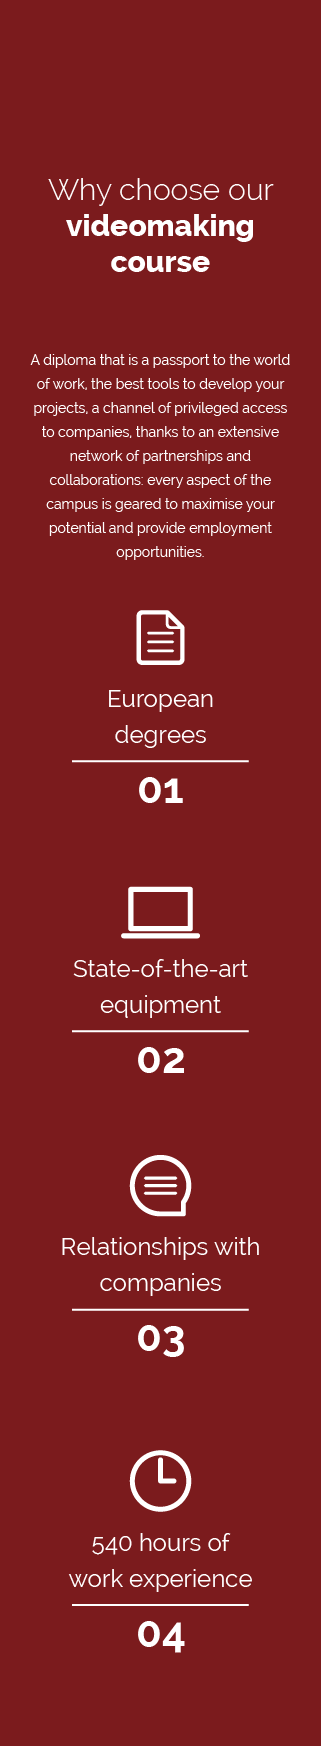 Why choose our
videomaking
course
A diploma that is a passport to the world
of work, the best tools to develop your
projects, a channel of privileged access
to companies, thanks to an extensive
network of partnerships and
collaborations: every aspect of the
campus is geared to maximise your
potential and provide employment
opportunities.
European
degrees
01
State-of-the-art
equipment
02
Relationships with
companies
03
540 hours of
work experience
04